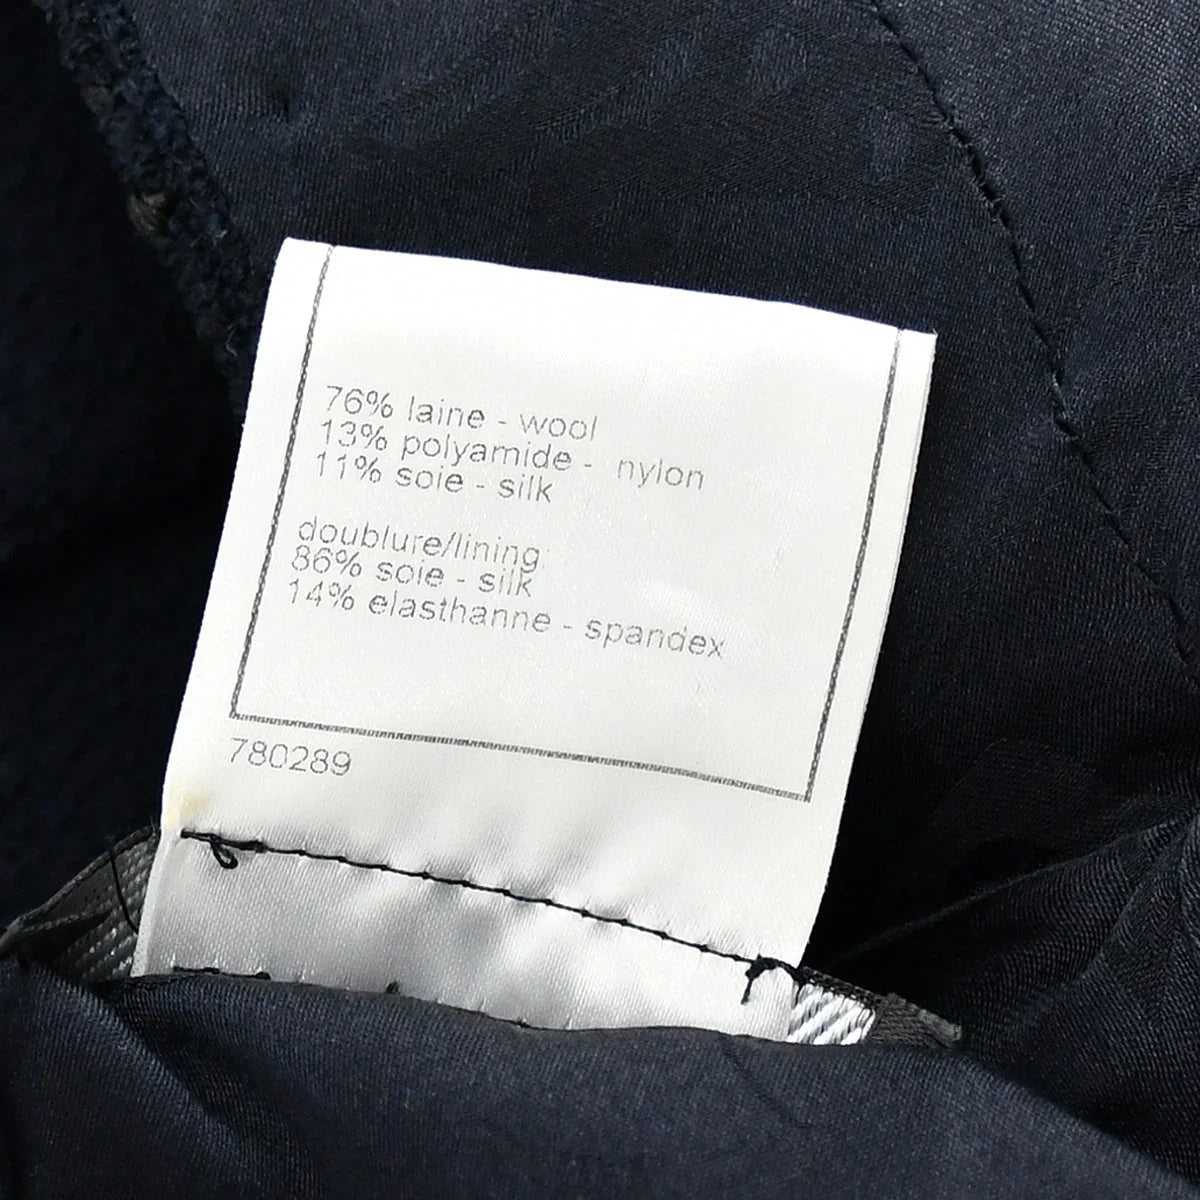 76% laine - wool
13% polyamide - nylon
11% soie - silk
doublure/lining:
86% soie - silk
14% elasthanne - spandex
780289